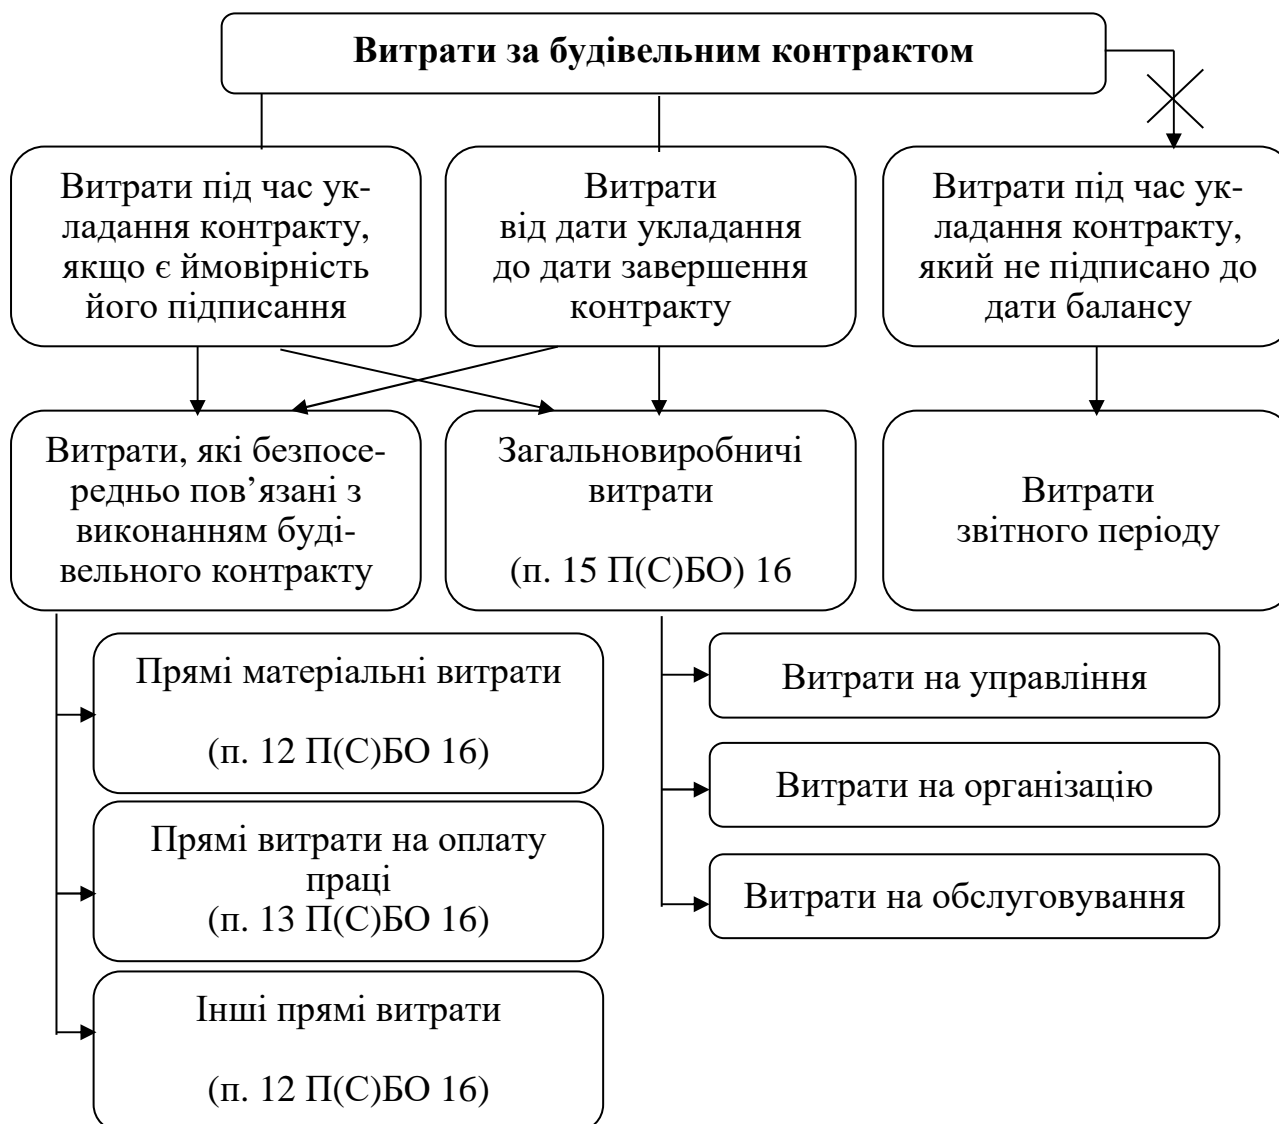 Витрати за будівельним контрактом
Витрати під час ук-
ладання контракту,
якщо є ймовірність
його підписання
Витрати
від дати укладання
до дати завершення
контракту
Витрати під час ук-
ладання контракту,
який не підписано до
дати балансу
Витрати, які безпосе-
редньо пов’язані з
виконанням буді-
вельного контракту
Загальновиробничі
витрати
(п. 15 П(С)БО) 16
Витрати
звітного періоду
Прямі матеріальні витрати
(п. 12 П(С)БО 16)
Прямі витрати на оплату
праці
(п. 13 П(С)БО 16)
Інші прямі витрати
(п. 12 П(С)БО 16)
Витрати на управління
Витрати на організацію
Витрати на обслуговування